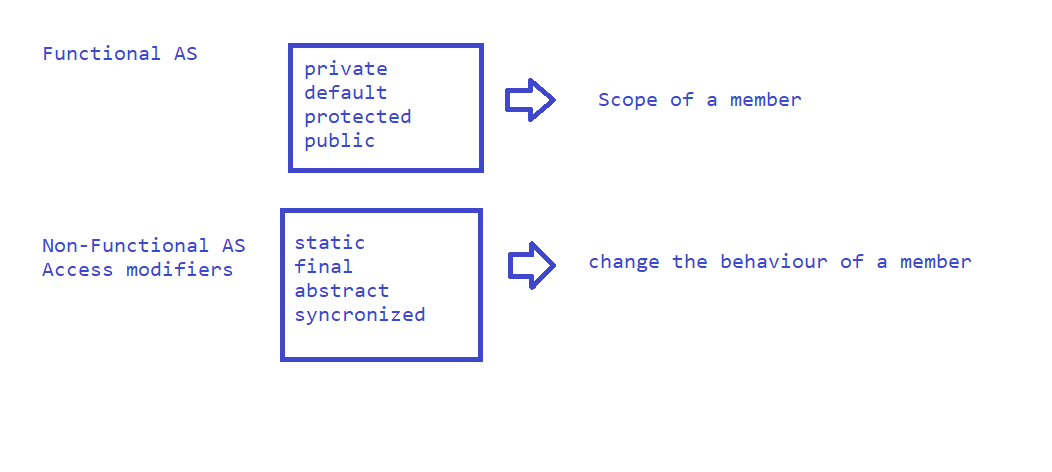 Functional AS
private
default
protected
public
Scope of a member
Non-Functional AS
Access modifiers
static
final
abstract
syncronized
change the behaviour of a member